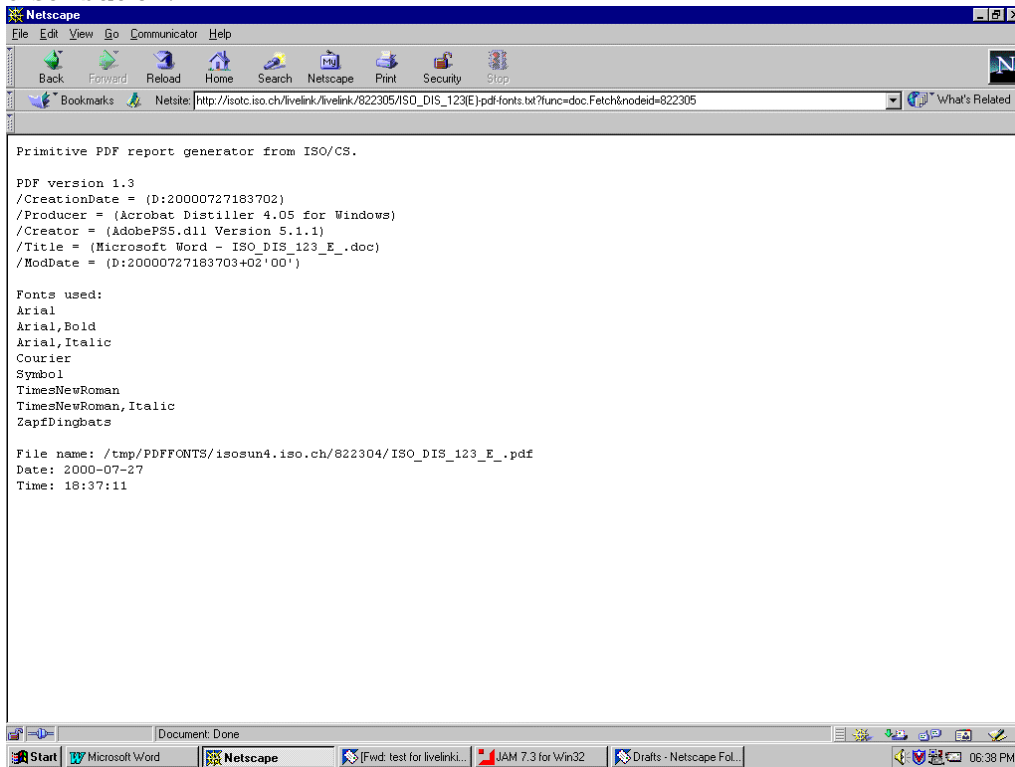 Netscape
File Edit View Go Communicator Help
Back Forward Reload Home Search Netscape Print Security Stop
Bookmarks Netsite: http://isotc.iso.ch/livelink/livelink/822305/ISO_DIS_123(E)-pdf-fonts.txt?func=doc.Fetch&nodeid=822305 What's Related
Primitive PDF report generator from ISO/CS.
PDF version 1.3
/CreationDate = (D:20000727183702)
/Producer = (Acrobat Distiller 4.05 for Windows)
/Creator = (AdobePS5.dll Version 5.1.1)
/Title = (Microsoft Word - ISO_DIS_123_E_.doc)
/ModDate = (D:20000727183703+02'00')
Fonts used:
Arial
Arial,Bold
Arial,Italic
Courier
Symbol
TimesNewRoman
TimesNewRoman,Italic
ZapfDingbats
File name: /tmp/PDFFONTS/isosun4.iso.ch/822304/ISO_DIS_123_E_.pdf
Date: 2000-07-27
Time: 18:37:11
Document: Done
Start Microsoft Word Netscape [Fwd: test for livelinki... JAM 7.3 for Win32 Drafts - Netscape Fol... 06:38 PM